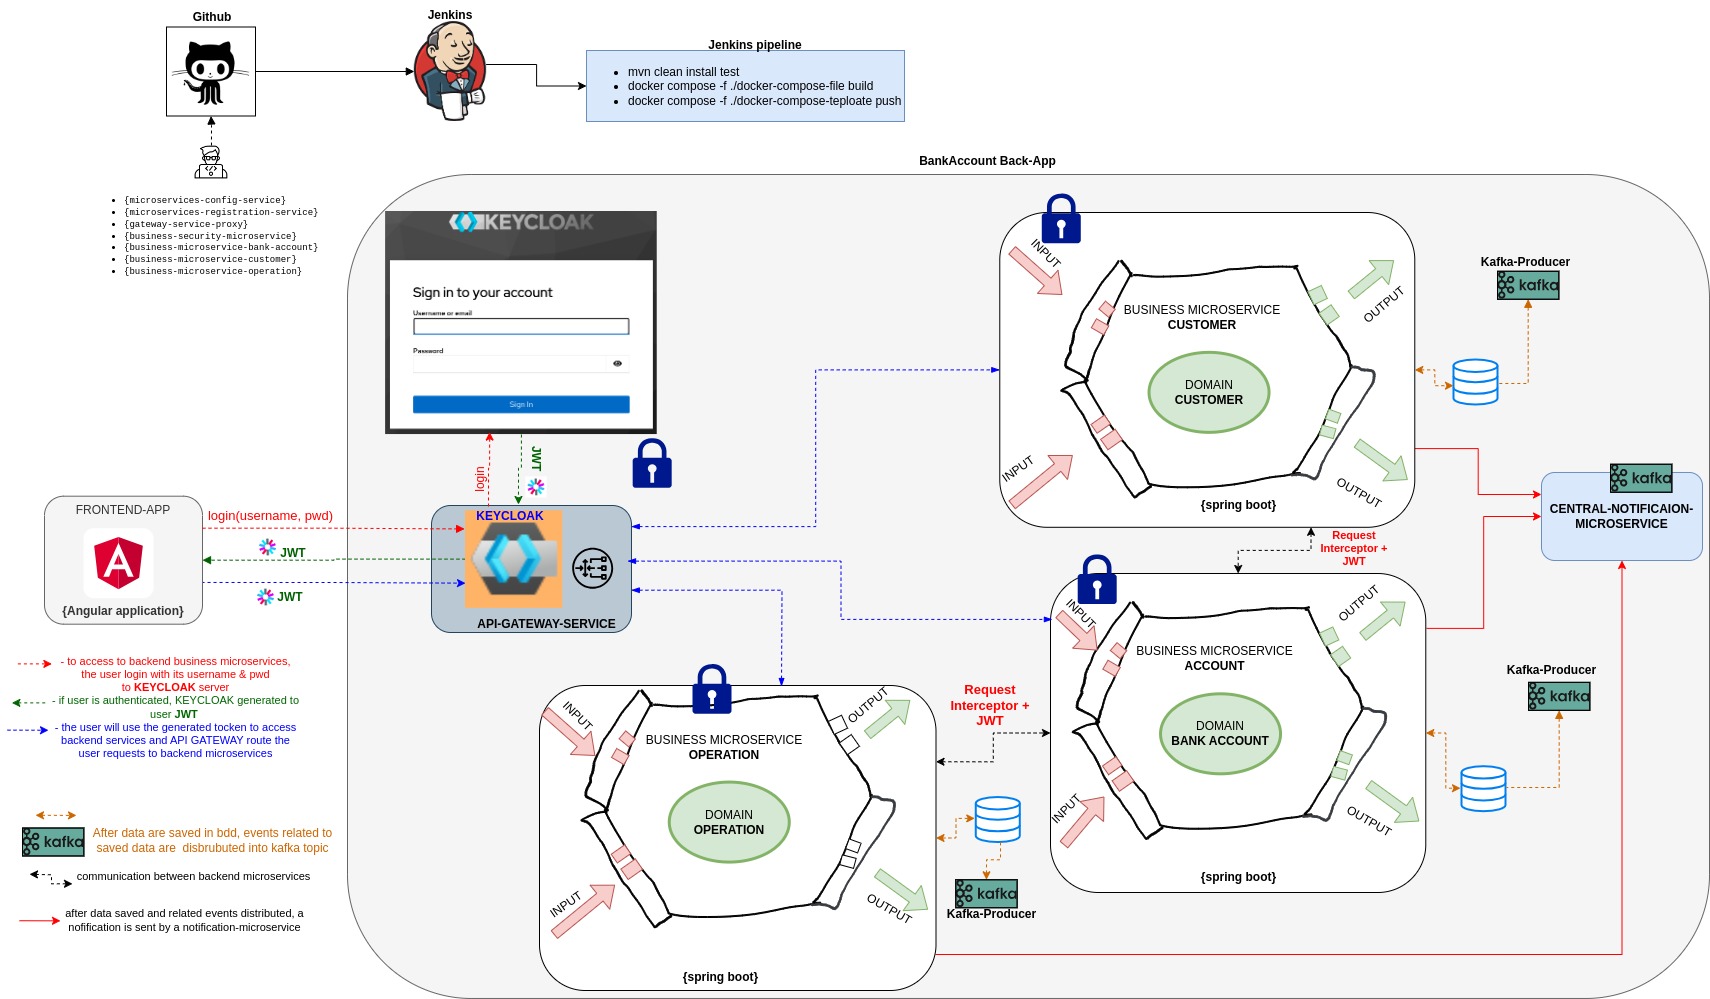 Github
Jenkins
Jenkins pipeline
mvn clean install test
docker compose -f ./docker-compose-file build
docker compose -f ./docker-compose-teploate push
{microservices-config-service}
{microservices-registration-service}
{gateway-service-proxy}
{business-security-microservice}
{business-microservice-bank-account}
{business-microservice-customer}
{business-microservice-operation}
BankAccount Back-App
KEYCLOAK
Sign in to your account
Username or email
Password
Sign In
login
JWT
FRONTEND-APP
{Angular application}
login(username, pwd)
JWT
JWT
KEYCLOAK
API-GATEWAY-SERVICE
INPUT
BUSINESS MICROSERVICE
CUSTOMER
DOMAIN
CUSTOMER
INPUT
OUTPUT
OUTPUT
{spring boot}
Kafka-Producer
kafka
kafka
CENTRAL-NOTIFICAION-
MICROSERVICE
Request
Interceptor +
JWT
INPUT
BUSINESS MICROSERVICE
ACCOUNT
DOMAIN
BANK ACCOUNT
INPUT
OUTPUT
OUTPUT
{spring boot}
Kafka-Producer
kafka
Request
Interceptor +
JWT
INPUT
BUSINESS MICROSERVICE
OPERATION
DOMAIN
OPERATION
INPUT
OUTPUT
OUTPUT
{spring boot}
kafka
Kafka-Producer
- to access to backend business microservices,
the user login with its username & pwd
to KEYCLOAK server
- if user is authenticated, KEYCLOAK generated to
user JWT
- the user will use the generated tocken to access
backend services and API GATEWAY route the
user requests to backend microservices
kafka
After data are saved in bdd, events related to
saved data are disbrubuted into kafka topic
communication between backend microservices
after data saved and related events distributed, a
nofification is sent by a notification-microservice